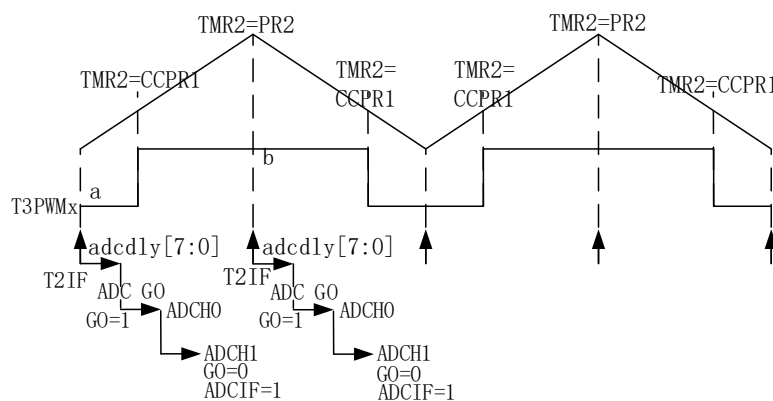 TMR2=PR2
TMR2=PR2
TMR2=CCPR1
TMR2=
CCPR1
TMR2=
CCPR1
TMR2=CCPR1
a
b
T3PWMx
adcdly[7:0]
adcdly[7:0]
T2IF
T2IF
ADC GO
ADC GO
GO=1
ADCH0
GO=1
ADCH0
ADCH1
GO=0
ADCIF=1
ADCH1
GO=0
ADCIF=1